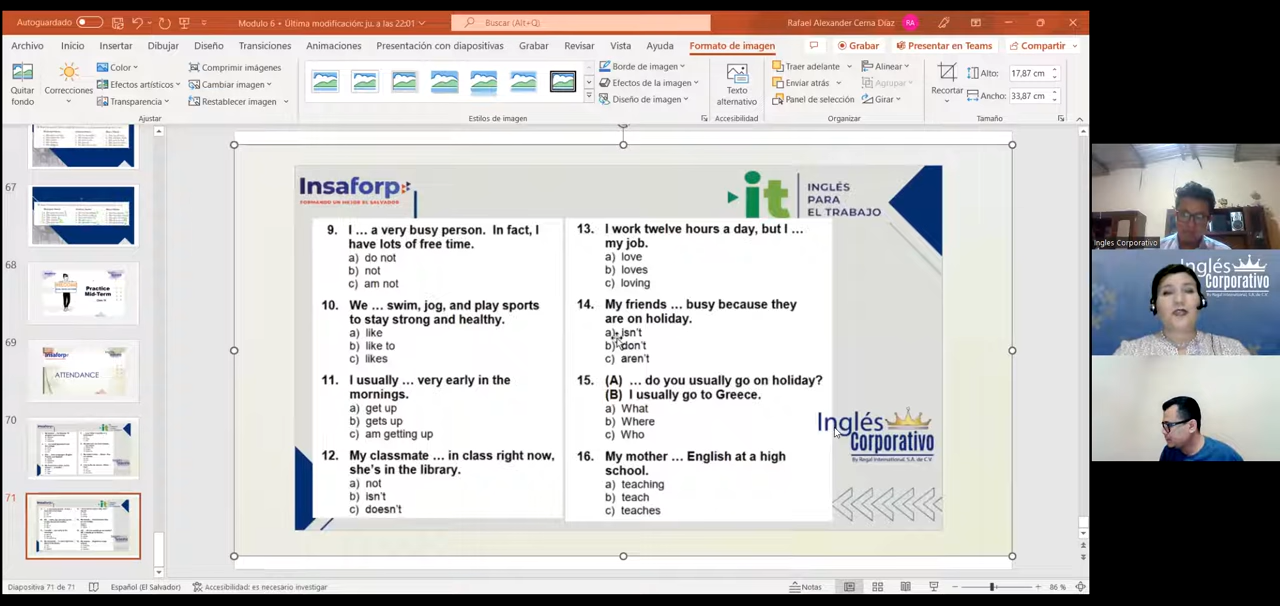 Autoguardado
Modulo 6 • Última modificación: ju. a las 22:01
Buscar (Alt+Q)
Rafael Alexander Cerna Díaz
RA
Archivo Inicio Insertar Dibujar Diseño Transiciones Animaciones Presentación con diapositivas Grabar Revisar Vista Ayuda Formato de imagen
Grabar
Presentar en Teams
Compartir
Quitar fondo
Correcciones
Color
Efectos artísticos
Transparencia
Comprimir imágenes
Cambiar imagen
Restablecer imagen
Ajustar
Estilos de imagen
Borde de imagen
Efectos de la imagen
Diseño de imagen
Texto alternativo
Accesibilidad
Traer adelante
Enviar atrás
Panel de selección
Alinear
Agrupar
Girar
Organizar
Recortar
Alto: 17,87 cm
Ancho: 33,87 cm
Tamaño
67
68
Practice
Mid-Term
69
ATTENDANCE
70
71
Insaforp
FORMANDO UN MEJOR EL SALVADOR
it
INGLÉS
PARA
EL TRABAJO
9. I ... a very busy person. In fact, I
have lots of free time.
a) do not
b) not
c) am not
10. We ... swim, jog, and play sports
to stay strong and healthy.
a) like
b) like to
c) likes
11. I usually ... very early in the
mornings.
a) get up
b) gets up
c) am getting up
12. My classmate ... in class right now,
she's in the library.
a) not
b) isn't
c) doesn't
13. I work twelve hours a day, but I ...
my job.
a) love
b) loves
c) loving
14. My friends ... busy because they
are on holiday.
a) isn't
b) don't
c) aren't
15. (A) ... do you usually go on holiday?
(B) I usually go to Greece.
a) What
b) Where
c) Who
16. My mother ... English at a high
school.
a) teaching
b) teach
c) teaches
Inglés
Corporativo
By Regal International, S.A. de C.V
Ingles Corporativo
Inglés
Corporativo
By Regal International, S.A. de C.V
Diapositiva 71 de 71
Español (El Salvador)
Accesibilidad: es necesario investigar
Notas
86 %